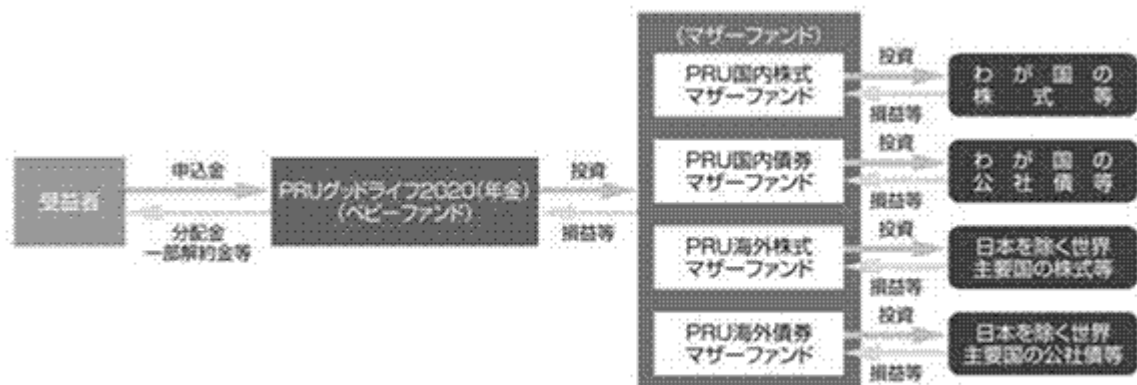 (マザーファンド)
PRU国内株式
マザーファンド
投資
損益等
わが国の
株式等
PRU国内債券
マザーファンド
投資
損益等
わが国の
公社債等
受益者
申込金
分配金
一部解約金等
PRUグッドライフ2020(年金)
(ベビーファンド)
投資
損益等
PRU海外株式
マザーファンド
投資
損益等
日本を除く世界
主要国の株式等
PRU海外債券
マザーファンド
投資
損益等
日本を除く世界
主要国の公社債等